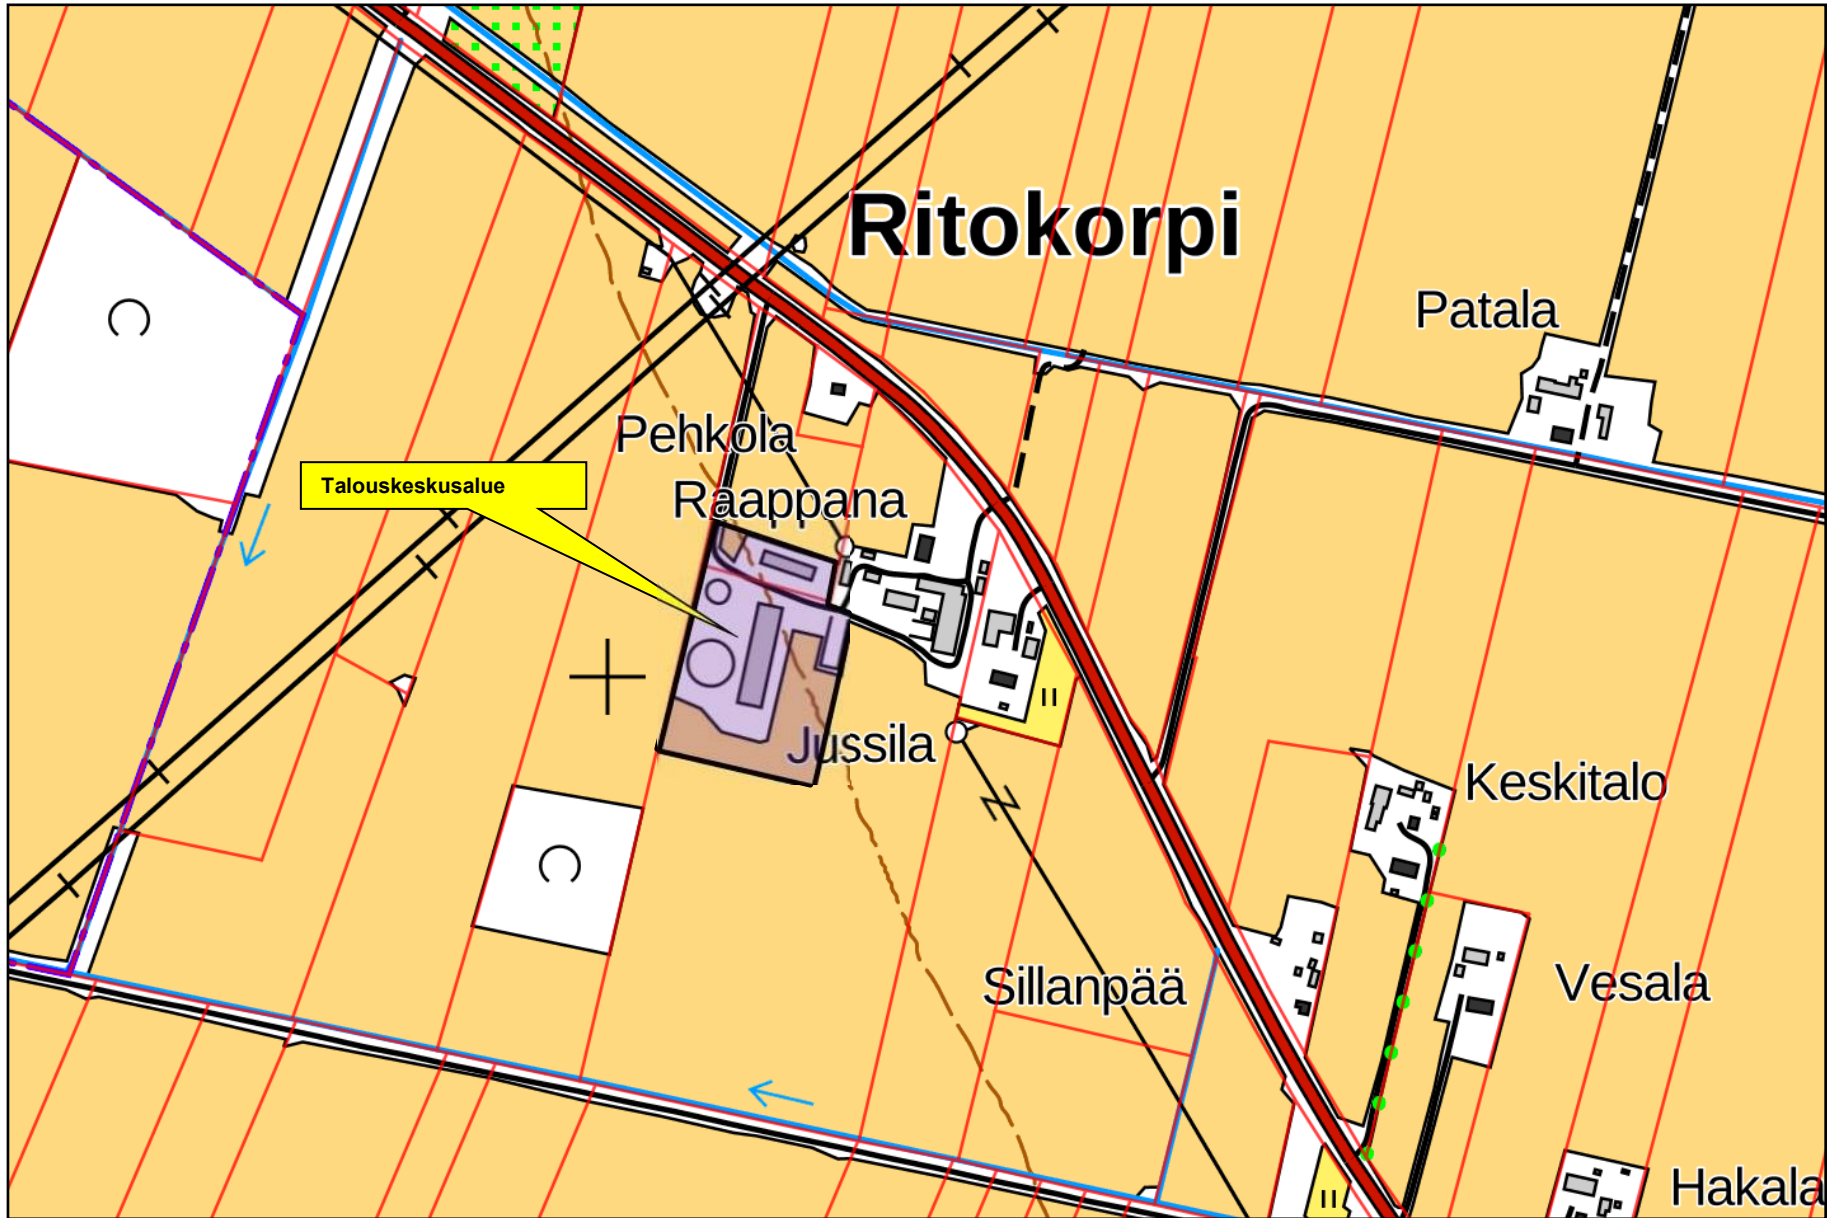 Ritokorpi
Patala
Pehkola
Talouskeskusalue
Raappana
Jussila
Keskitalo
Sillanpää
Vesala
Hakala